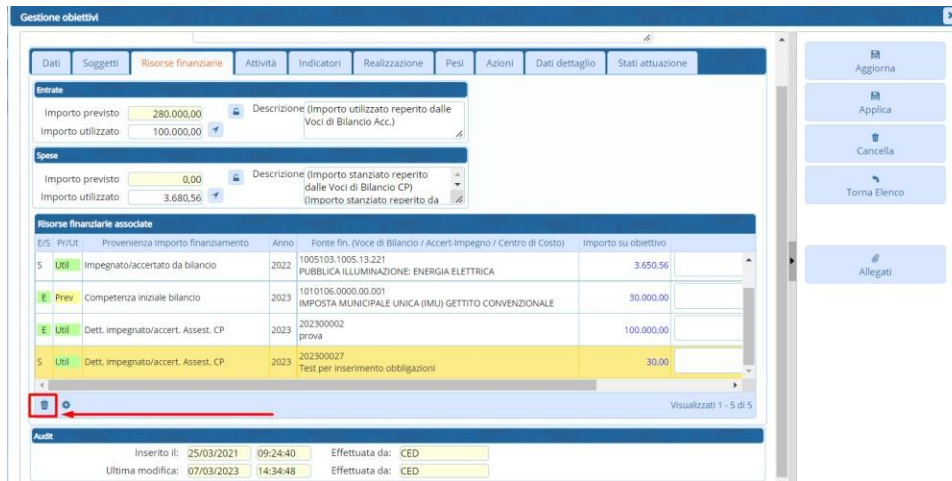 Gestione obiettivi
Dati Soggetti Risorse finanziarie Attività Indicatori Realizzazione Pesi Azioni Dati dettaglio Stati attuazione
Entrate
Importo previsto 280.000,00 Descrizione (Importo utilizzato reperito dalle
Voci di Bilancio Acc.)
Importo utilizzato 100.000,00
Spese
Importo previsto 0,00 Descrizione (Importo stanziato reperito
dalle Voci di Bilancio CP)
Importo utilizzato 3.680,56 (Importo stanziato reperito da
Risorse finanziarie associate
E/S Pr/Ut Provenienza Importo finanziamento Anno Fonte fin. (Voce di Bilancio / Accert-Impegno / Centro di Costo) Importo su obiettivo
S Util Impegnato/accertato da bilancio 2022 1005103.1005.13.221 3.650,56
PUBBLICA ILLUMINAZIONE: ENERGIA ELETTRICA
E Prev Competenza iniziale bilancio 2023 1010106.0000.00.001 30.000,00
IMPOSTA MUNICIPALE UNICA (IMU) GETTITO CONVENZIONALE
E Util Dett. impegnato/accert. Assest. CP 2023 202300002 100.000,00
prova
S Util Dett. impegnato/accert. Assest. CP 2023 202300027 30,00
Test per inserimento obbligazioni
Visualizzati 1 - 5 di 5
Audit
Inserito il: 25/03/2021 09:24:40 Effettuata da: CED
Ultima modifica: 07/03/2023 14:34:48 Effettuata da: CED
Aggiorna
Applica
Cancella
Torna Elenco
Allegati